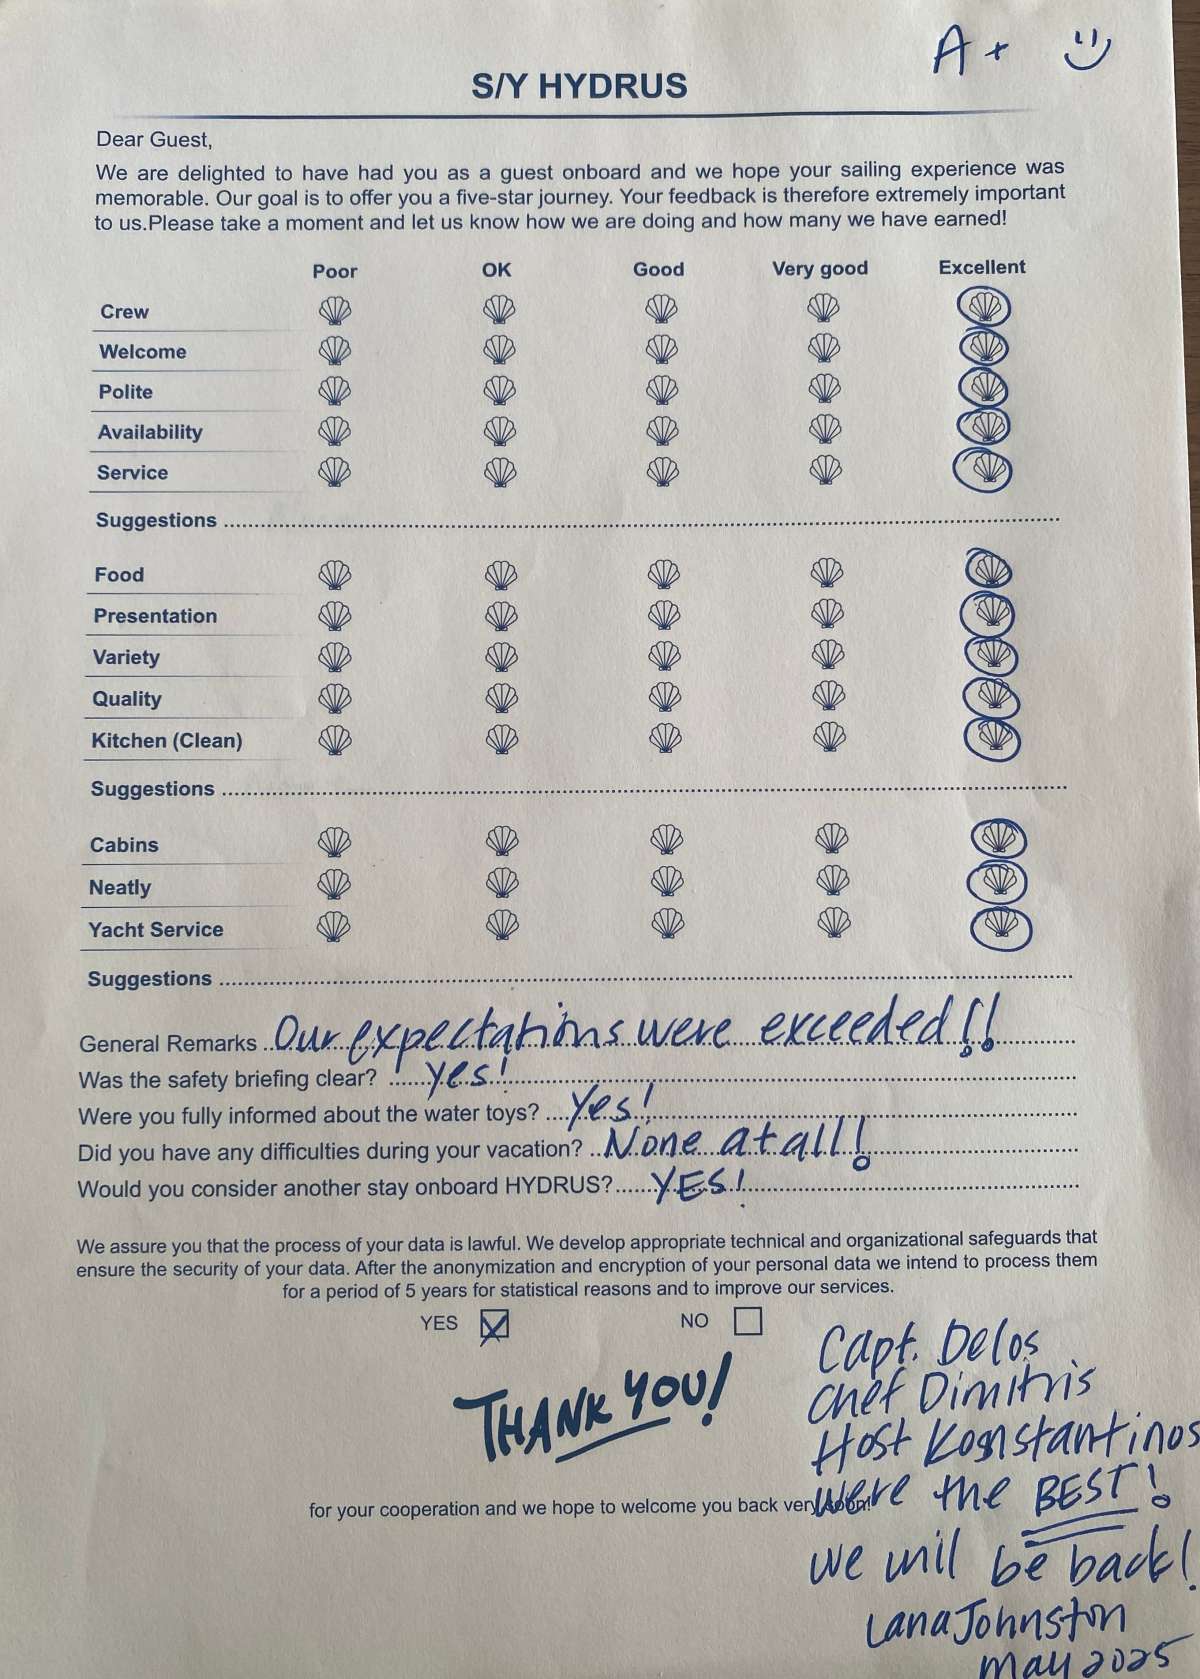 A+
S/Y HYDRUS
Dear Guest,
We are delighted to have had you as a guest onboard and we hope your sailing experience was
memorable. Our goal is to offer you a five-star journey. Your feedback is therefore extremely important
to us.Please take a moment and let us know how we are doing and how many we have earned!
Poor OK Good Very good Excellent
Crew
Welcome
Polite
Availability
Service
Suggestions
Food
Presentation
Variety
Quality
Kitchen (Clean)
Suggestions
Cabins
Neatly
Yacht Service
Suggestions
General Remarks Our expectations were exceeded!!
Was the safety briefing clear? yes!
Were you fully informed about the water toys? Yes!
Did you have any difficulties during your vacation? None at all!
Would you consider another stay onboard HYDRUS? YES!
We assure you that the process of your data is lawful. We develop appropriate technical and organizational safeguards that
ensure the security of your data. After the anonymization and encryption of your personal data we intend to process them
for a period of 5 years for statistical reasons and to improve our services.
YES NO
THANK YOU!
for your cooperation and we hope to welcome you back very soon!
Capt. Delos
Chef Dimitris
Host Konstantinos
were the BEST!
we will be back!
Lana Johnston
May 2025